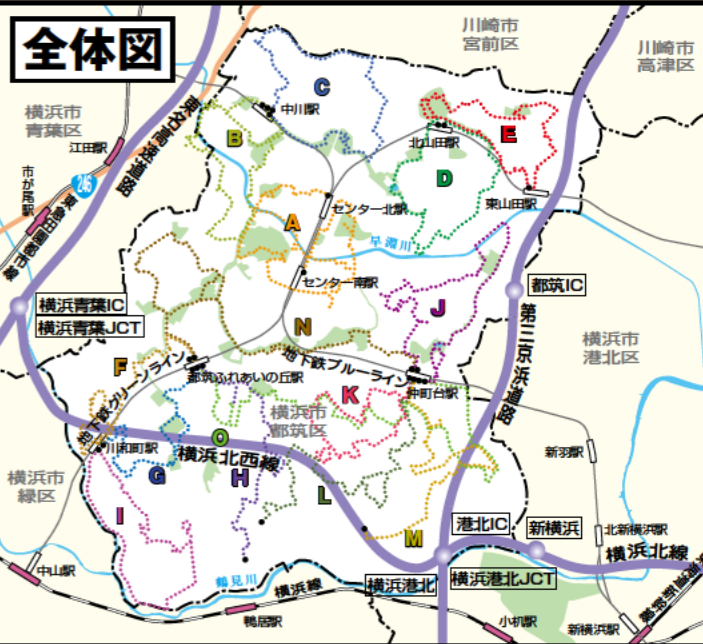 全体図
川崎市
宮前区
川崎市
高津区
横浜市
青葉区
東名高速道路
江田駅
246
市が尾駅
東急田園都市線
C
中川駅
B
北山田駅
E
D
東山田駅
A
センター北駅
早淵川
センター南駅
横浜青葉IC
横浜青葉JCT
都筑IC
J
第三京浜道路
N
横浜市
港北区
F
地下鉄グリーンライン
都筑ふれあいの丘駅
地下鉄ブルーライン
仲町台駅
K
横浜市
都筑区
川和町駅
O
横浜北西線
新羽駅
横浜市
緑区
G
H
L
I
M
港北IC
新横浜
北新横浜駅
横浜北線
中山駅
鶴見川
横浜線
横浜港北
横浜港北JCT
鴨居駅
小机駅
新横浜駅